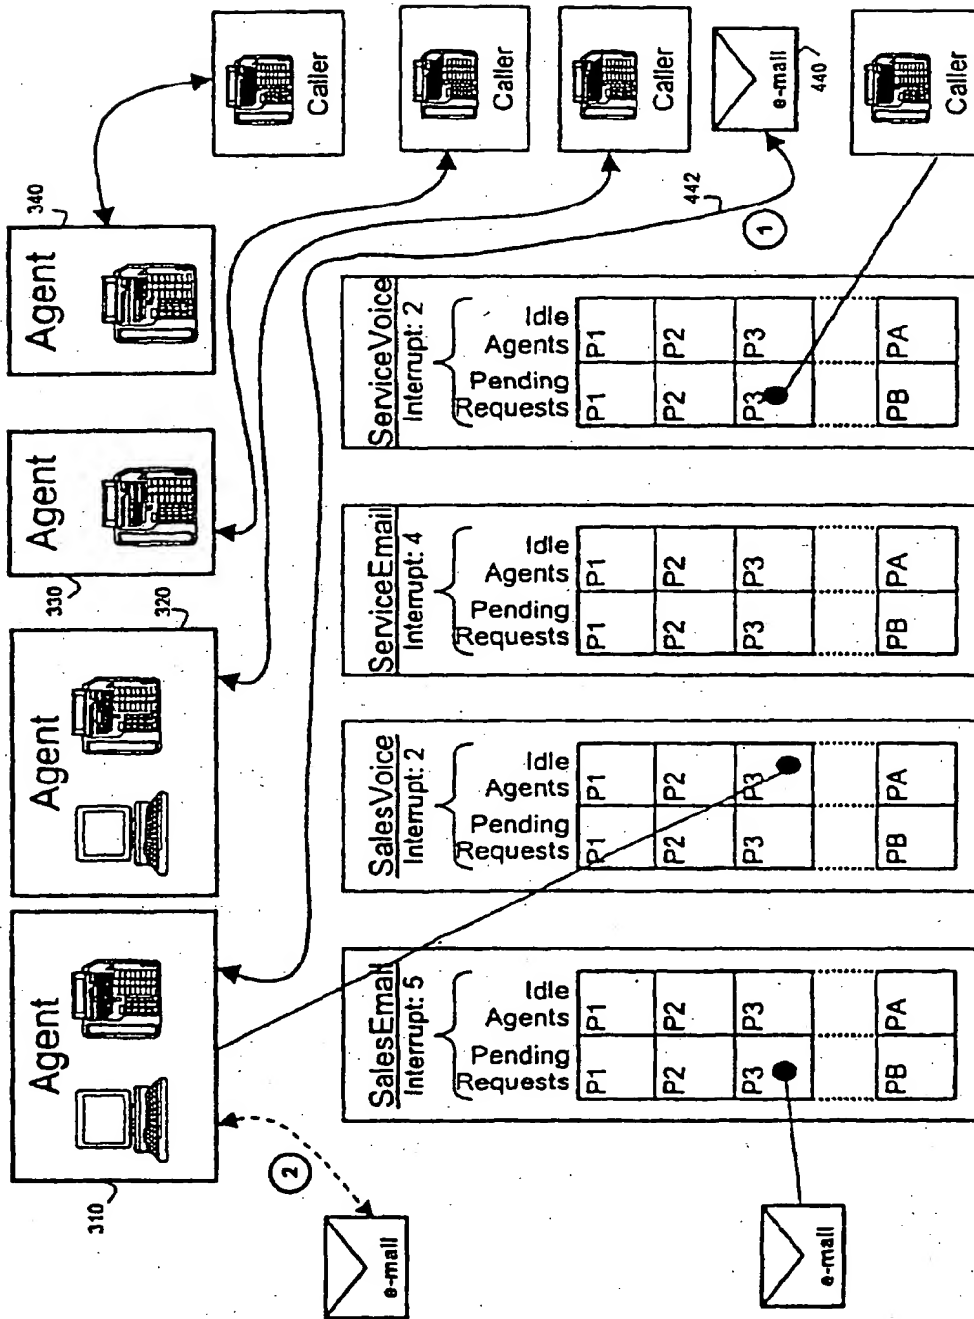 Agent
310
Agent
320
Agent
330
Agent
340
Caller
Caller
Caller
e-mail
440
442
1
Caller
2
e-mail
e-mail
SalesEmail
Interrupt: 5
Pending
Requests
Idle
Agents
P1 P1
P2 P2
P3 P3
PB PA
SalesVoice
Interrupt: 2
Pending
Requests
Idle
Agents
P1 P1
P2 P2
P3 P3
PB PA
ServiceEmail
Interrupt: 4
Pending
Requests
Idle
Agents
P1 P1
P2 P2
P3 P3
PB PA
ServiceVoice
Interrupt: 2
Pending
Requests
Idle
Agents
P1 P1
P2 P2
P3 P3
PB PA